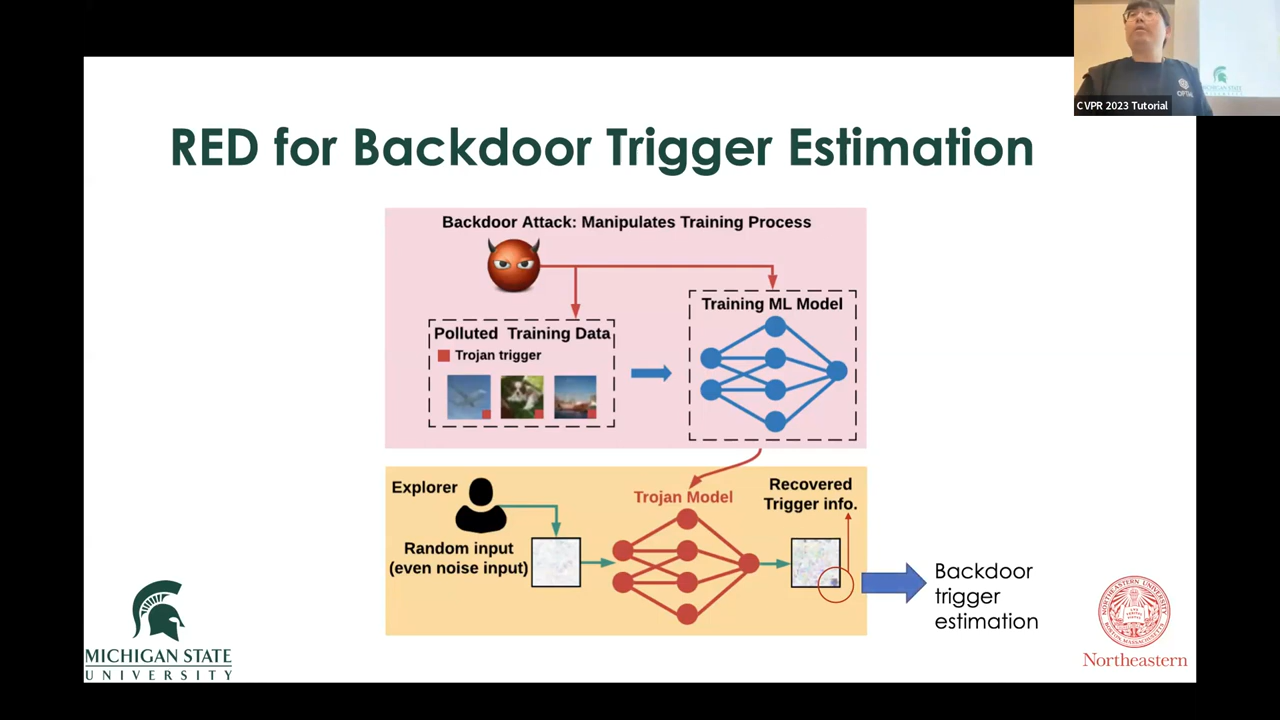 CVPR 2023 Tutorial
RED for Backdoor Trigger Estimation
Backdoor Attack: Manipulates Training Process
Polluted Training Data
Trojan trigger
Training ML Model
Explorer
Random input
(even noise input)
Trojan Model
Recovered
Trigger info.
Backdoor
trigger
estimation
MICHIGAN STATE
UNIVERSITY
Northeastern
MICHIGAN STATE